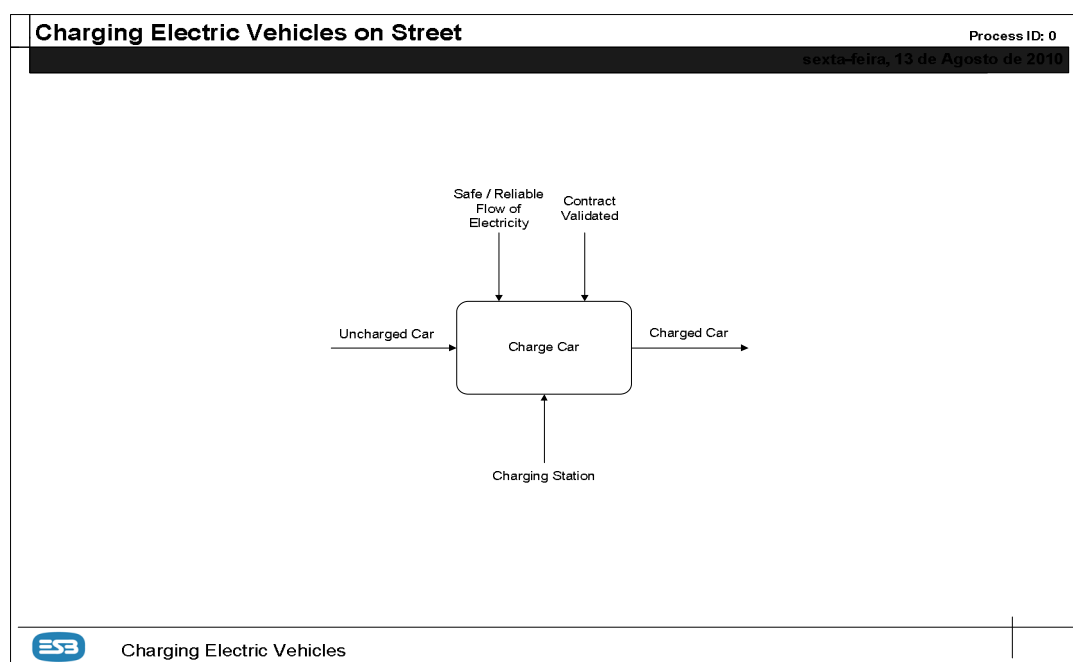 Charging Electric Vehicles on Street
Process ID: 0
sexta-feira, 13 de Agosto de 2010
Safe / Reliable
Flow of
Electricity
Contract
Validated
Uncharged Car
Charge Car
Charged Car
Charging Station
ESB
Charging Electric Vehicles